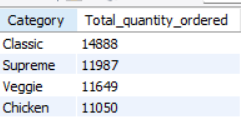 Category Total_quantity_ordered
Classic 14888
Supreme 11987
Veggie 11649
Chicken 11050